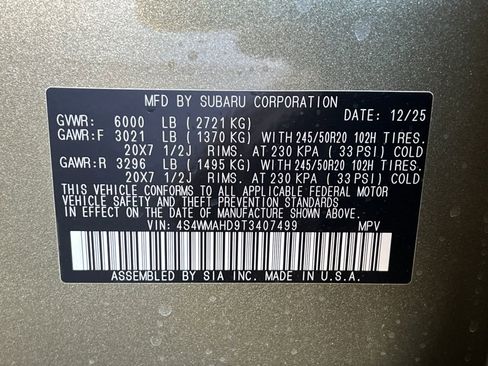 MFD BY SUBARU CORPORATION
GVWR: 6000 LB (2721 KG) DATE: 12/25
GAWR:F 3021 LB (1370 KG) WITH 245/50R20 102H TIRES.
20X7 1/2J RIMS. AT 230 KPA (33 PSI) COLD
GAWR:R 3296 LB (1495 KG) WITH 245/50R20 102H TIRES.
20X7 1/2J RIMS. AT 230 KPA (33 PSI) COLD
THIS VEHICLE CONFORMS TO ALL APPLICABLE FEDERAL MOTOR
VEHICLE SAFETY AND THEFT PREVENTION STANDARDS
IN EFFECT ON THE DATE OF MANUFACTURE SHOWN ABOVE.
VIN: 4S4WMAHD9T3407499 MPV
ASSEMBLED BY SIA INC. MADE IN U.S.A.